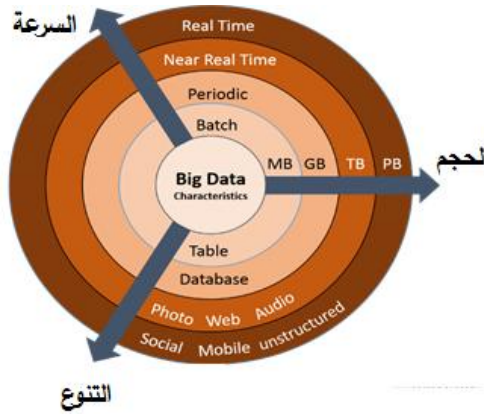 السرعة
Real Time
Near Real Time
Periodic
Batch
MB GB TB PB
لحجم
Big Data
Characteristics
Table
Database
Photo Web Audio
Social Mobile unstructured
التنوع